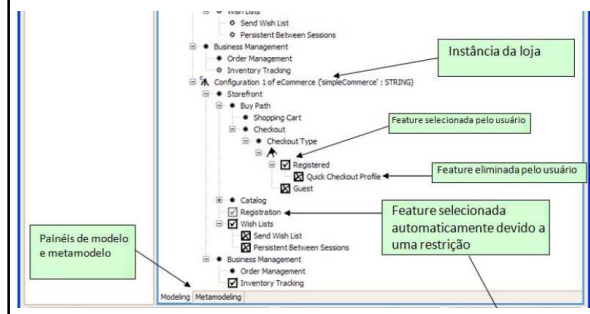 Wish Lists
Send Wish List
Persistent Between Sessions
Business Management
Order Management
Inventory Tracking
Configuration 1 of eCommerce ('simpleCommerce' : STRING)
Storefront
Buy Path
Shopping Cart
Checkout
Checkout Type
Registered
Quick Checkout Profile
Guest
Catalog
Registration
Wish Lists
Send Wish List
Persistent Between Sessions
Business Management
Order Management
Inventory Tracking
Modeling Metamodeling
Instância da loja
Feature selecionada pelo usuário
Feature eliminada pelo usuário
Feature selecionada
automaticamente devido a
uma restrição
Painéis de modelo
e metamodelo